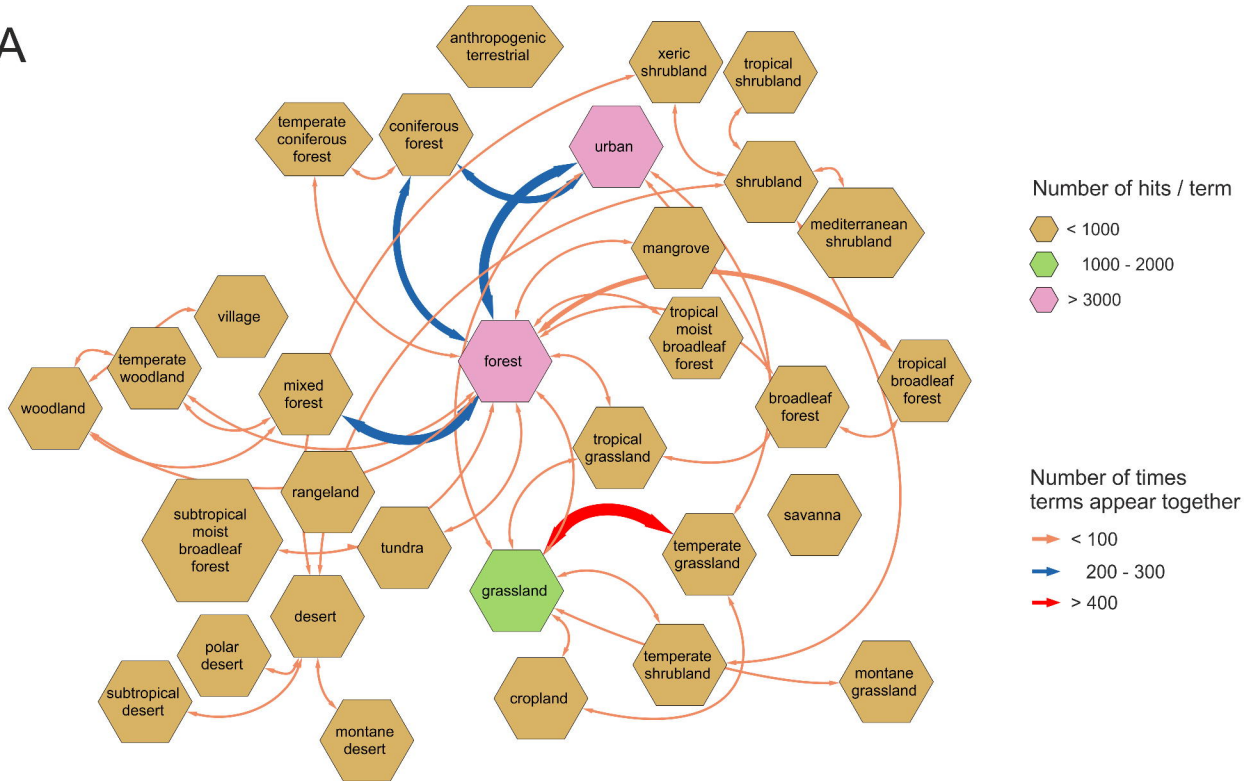 A
anthropogenic
terrestrial
xeric
shrubland
tropical
shrubland
temperate
coniferous
forest
coniferous
forest
urban
shrubland
mediterranean
shrubland
mangrove
village
tropical
moist
broadleaf
forest
forest
temperate
woodland
woodland
mixed
forest
broadleaf
forest
tropical
broadleaf
forest
tropical
grassland
rangeland
subtropical
moist
broadleaf
forest
tundra
savanna
temperate
grassland
grassland
desert
polar
desert
subtropical
desert
montane
desert
cropland
temperate
shrubland
montane
grassland
Number of hits / term
< 1000
1000 - 2000
> 3000
Number of times
terms appear together
< 100
200 - 300
> 400